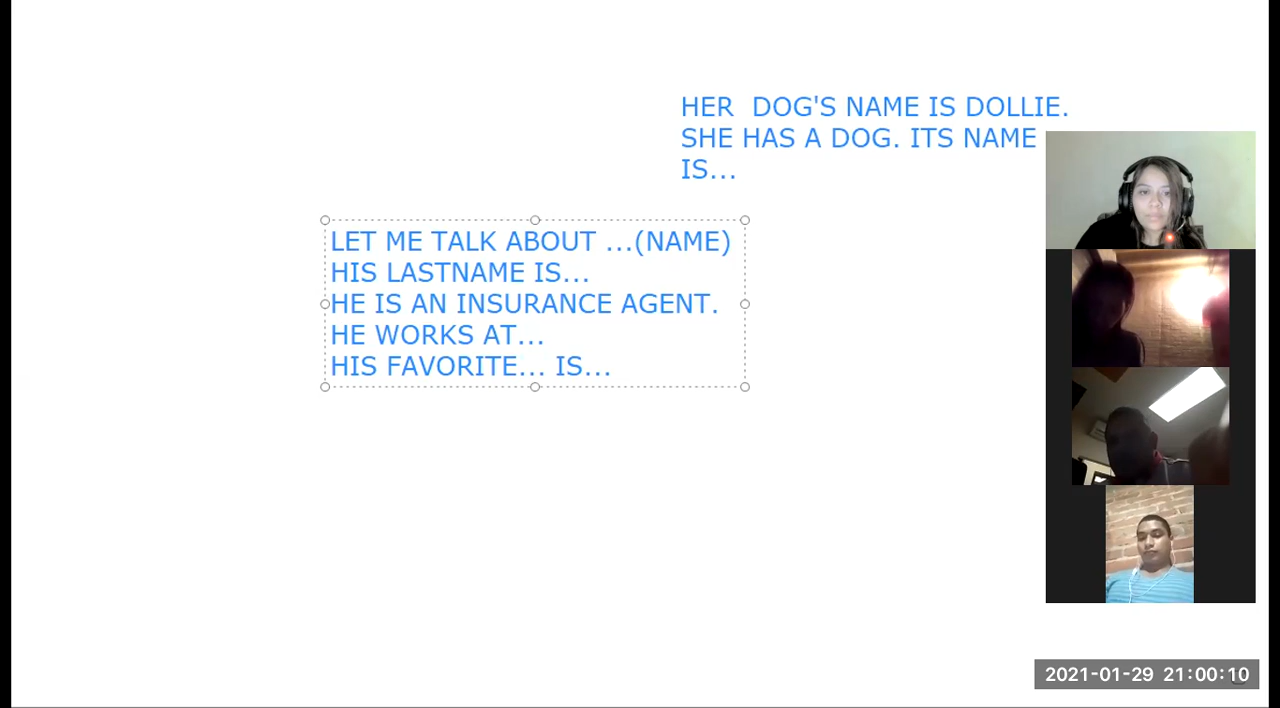 HER DOG'S NAME IS DOLLIE.
SHE HAS A DOG. ITS NAME
IS...
LET ME TALK ABOUT ...(NAME)
HIS LASTNAME IS...
HE IS AN INSURANCE AGENT.
HE WORKS AT...
HIS FAVORITE... IS...
2021-01-29 21:00:10